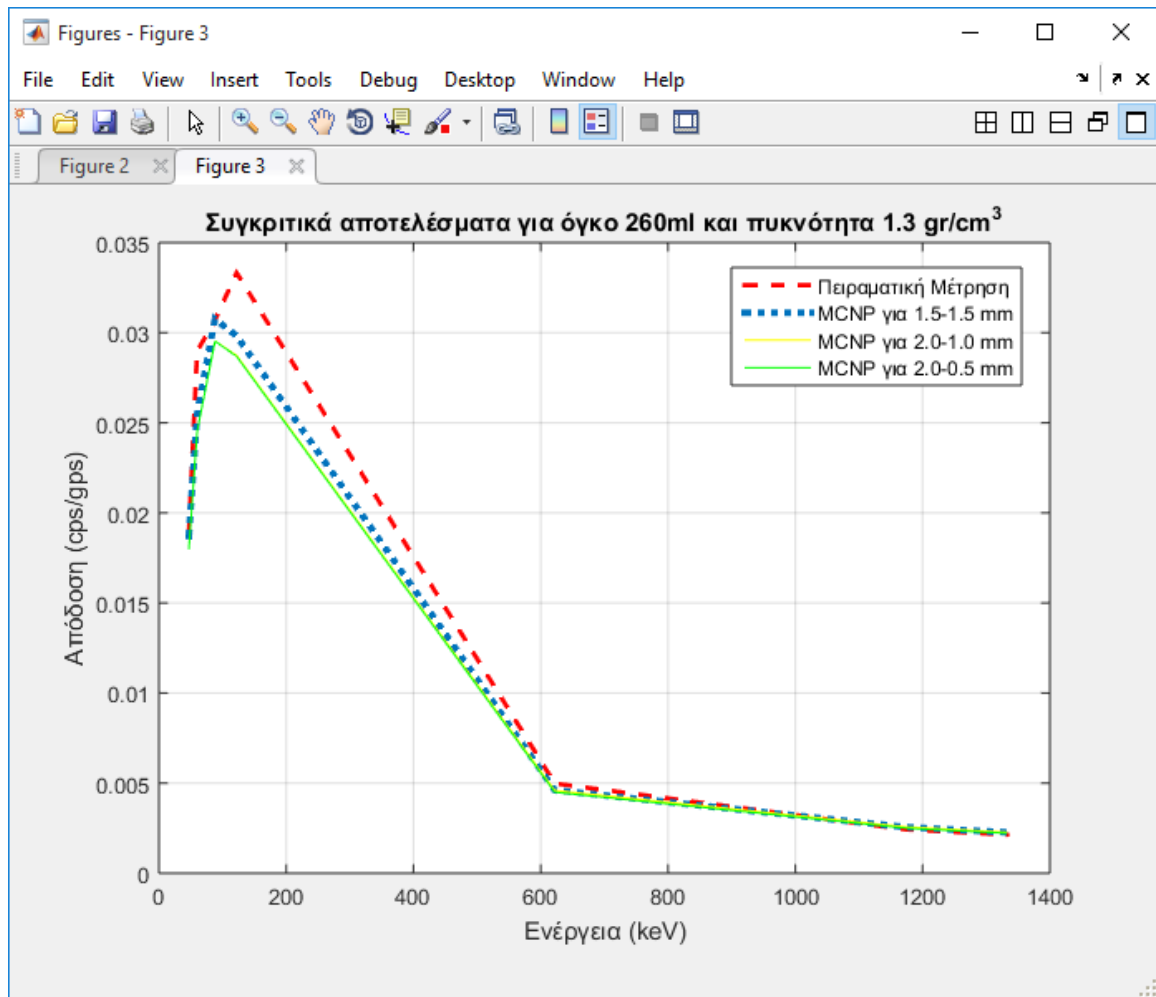 Figures - Figure 3
File Edit View Insert Tools Debug Desktop Window Help
Figure 2 Figure 3
Συγκριτικά αποτελέσματα για όγκο 260ml και πυκνότητα 1.3 gr/cm³
Πειραματική Μέτρηση
MCNP για 1.5-1.5 mm
MCNP για 2.0-1.0 mm
MCNP για 2.0-0.5 mm
Απόδοση (cps/gps)
0.035
0.03
0.025
0.02
0.015
0.01
0.005
0
0 200 400 600 800 1000 1200 1400
Ενέργεια (keV)